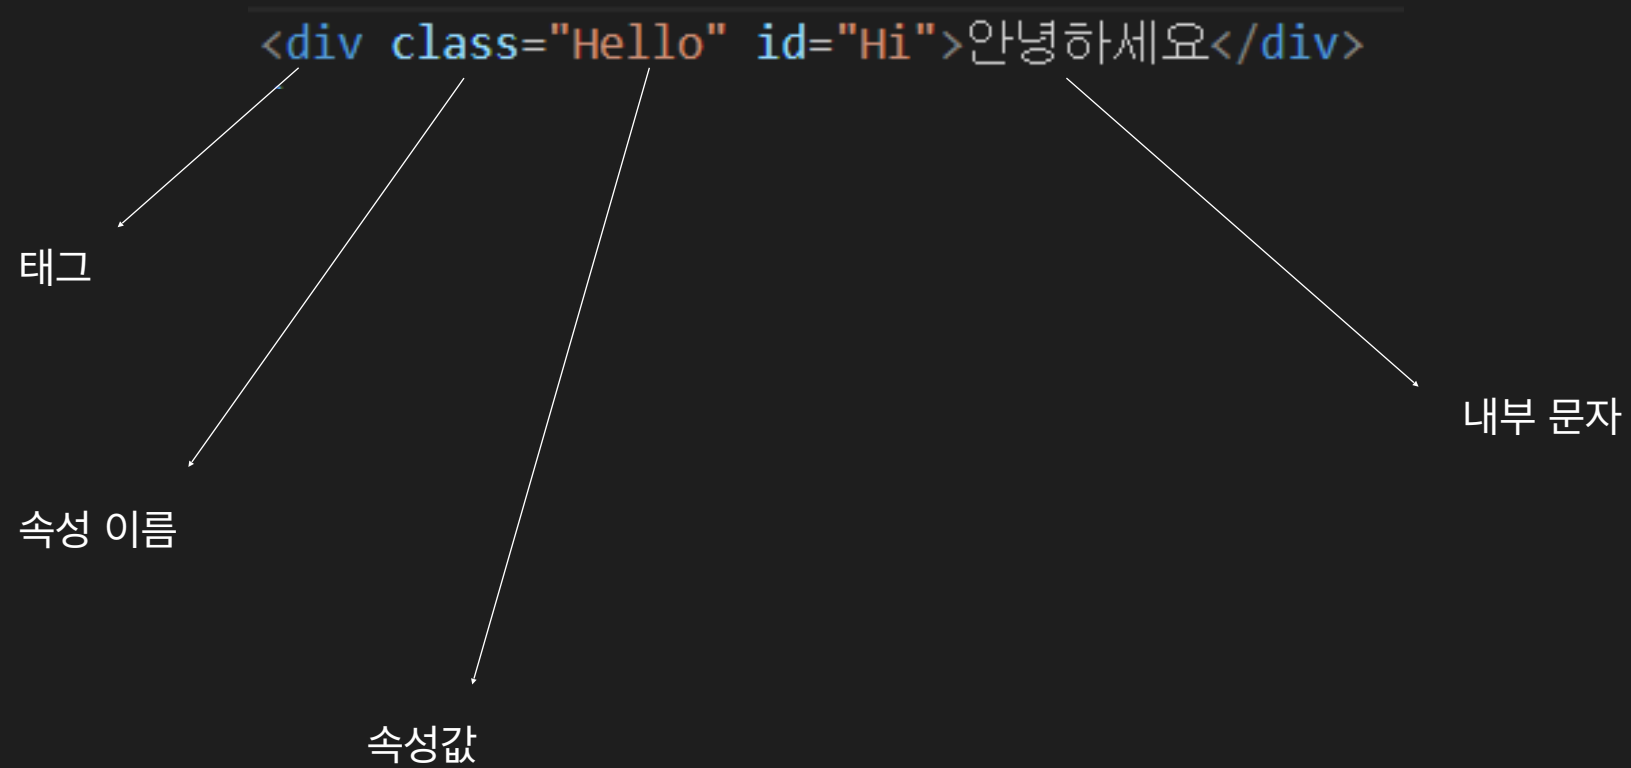 <div class="Hello" id="Hi">안녕하세요</div>
태그
내부 문자
속성 이름
속성값